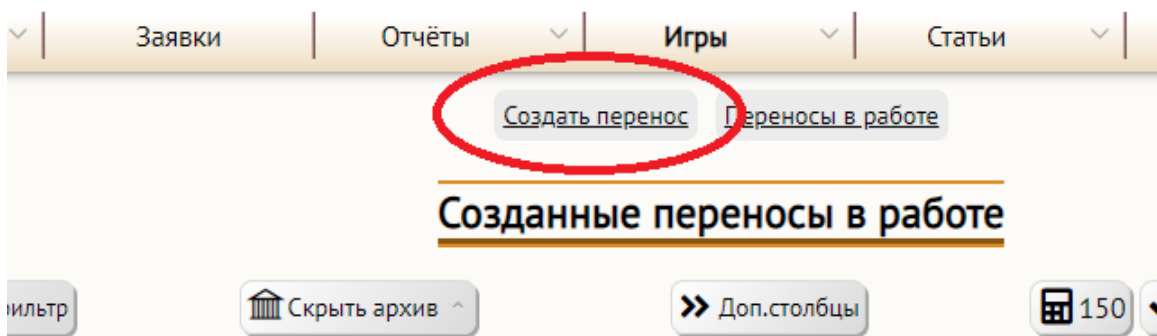 Заявки Отчёты Игры Статьи
Создать перенос Переносы в работе
Созданные переносы в работе
Скрыть архив Доп.столбцы 150